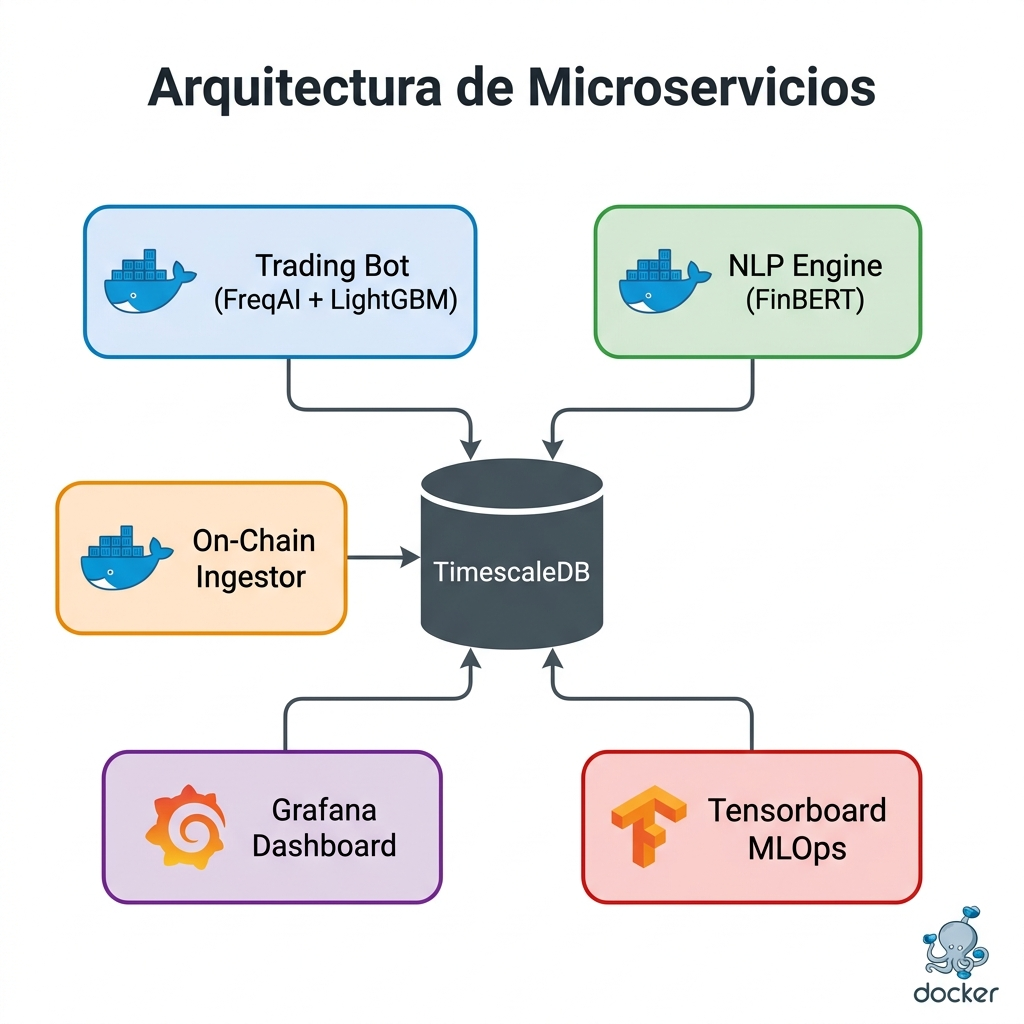 Arquitectura de Microservicios
Trading Bot
(FreqAI + LightGBM)
NLP Engine
(FinBERT)
On-Chain
Ingestor
TimescaleDB
Grafana
Dashboard
Tensorboard
MLOps
docker